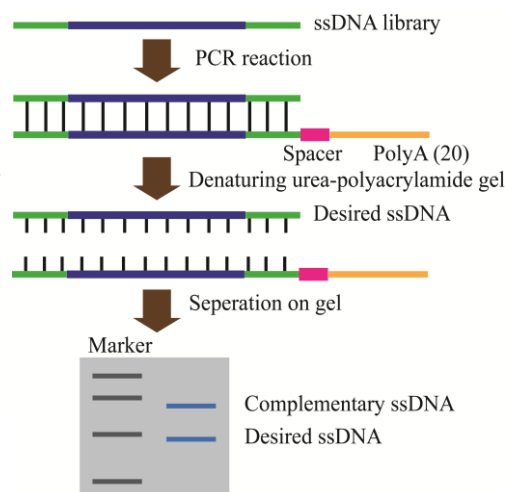 ssDNA library
PCR reaction
Spacer
PolyA (20)
Denaturing urea-polyacrylamide gel
Desired ssDNA
Seperation on gel
Marker
Complementary ssDNA
Desired ssDNA